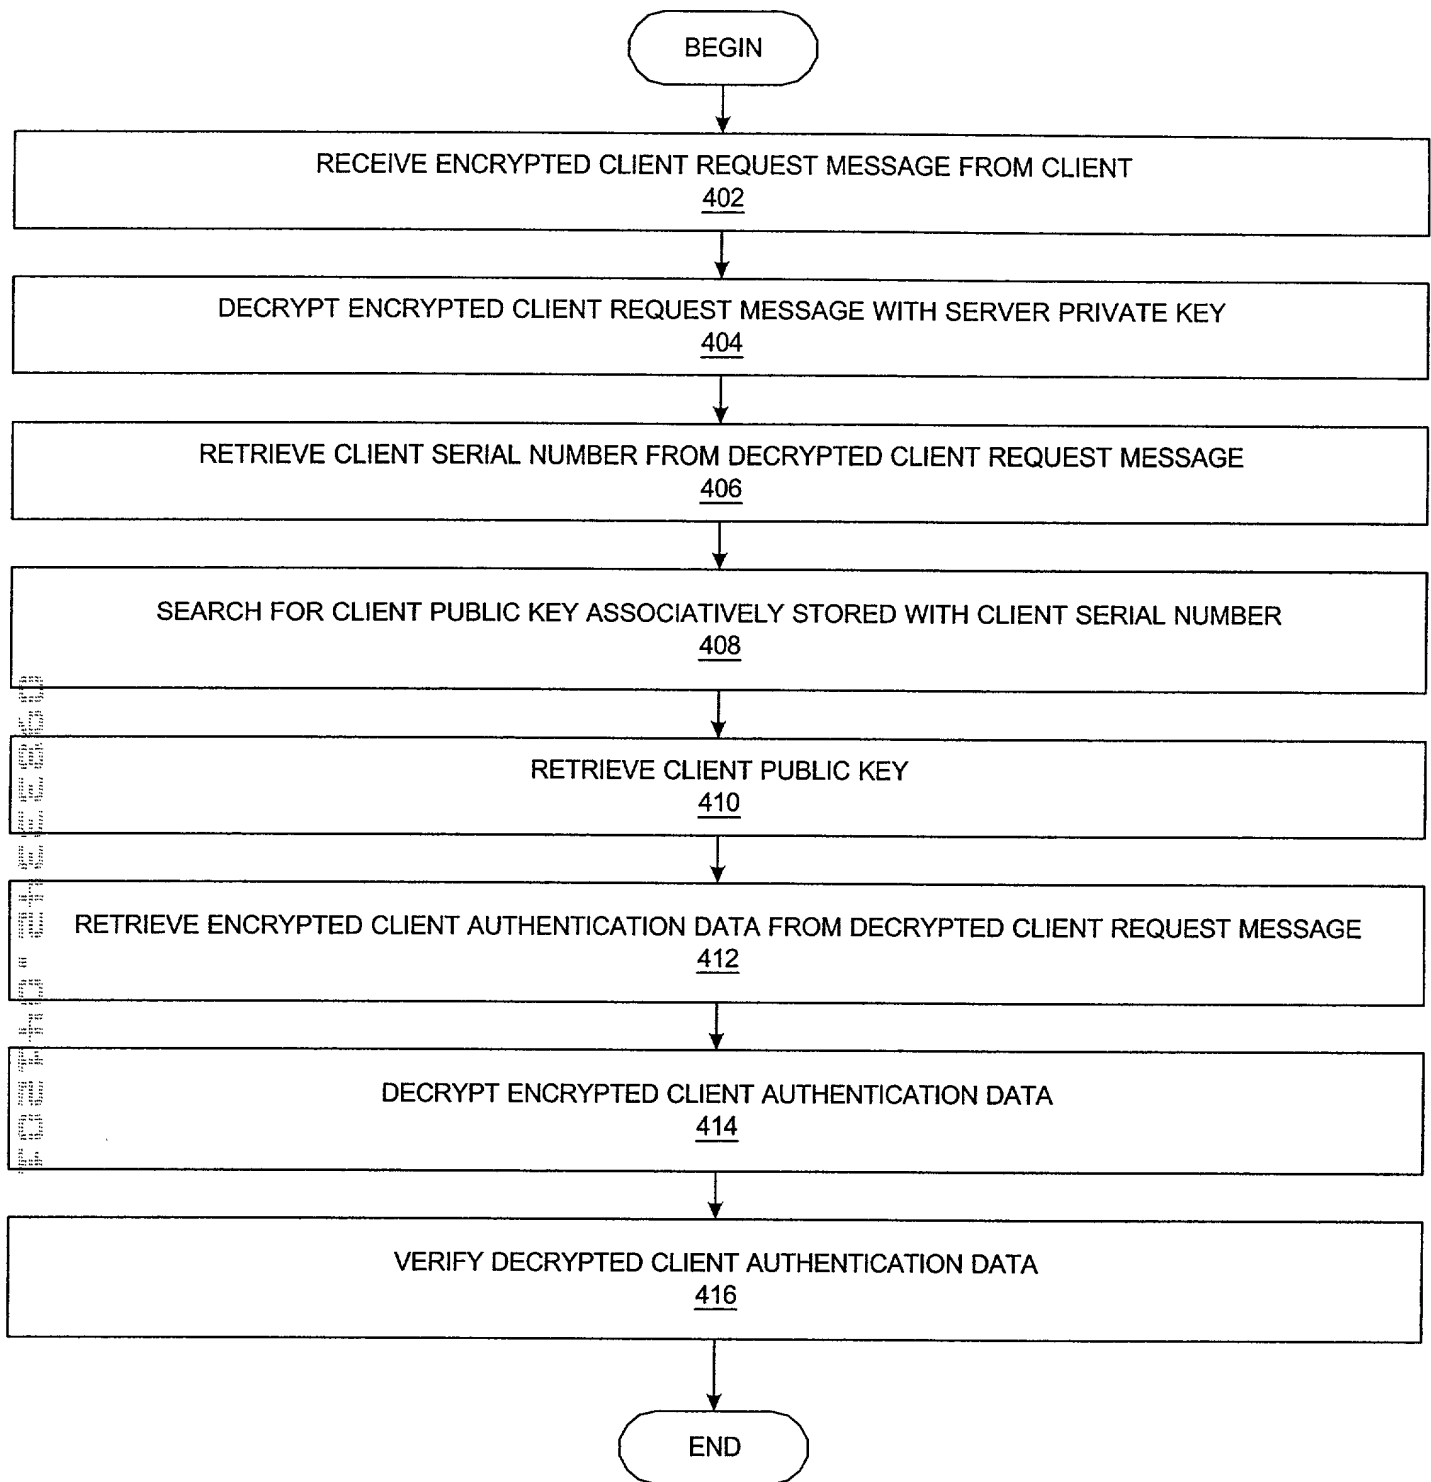 BEGIN
RECEIVE ENCRYPTED CLIENT REQUEST MESSAGE FROM CLIENT
402
DECRYPT ENCRYPTED CLIENT REQUEST MESSAGE WITH SERVER PRIVATE KEY
404
RETRIEVE CLIENT SERIAL NUMBER FROM DECRYPTED CLIENT REQUEST MESSAGE
406
SEARCH FOR CLIENT PUBLIC KEY ASSOCIATIVELY STORED WITH CLIENT SERIAL NUMBER
408
RETRIEVE CLIENT PUBLIC KEY
410
RETRIEVE ENCRYPTED CLIENT AUTHENTICATION DATA FROM DECRYPTED CLIENT REQUEST MESSAGE
412
DECRYPT ENCRYPTED CLIENT AUTHENTICATION DATA
414
VERIFY DECRYPTED CLIENT AUTHENTICATION DATA
416
END